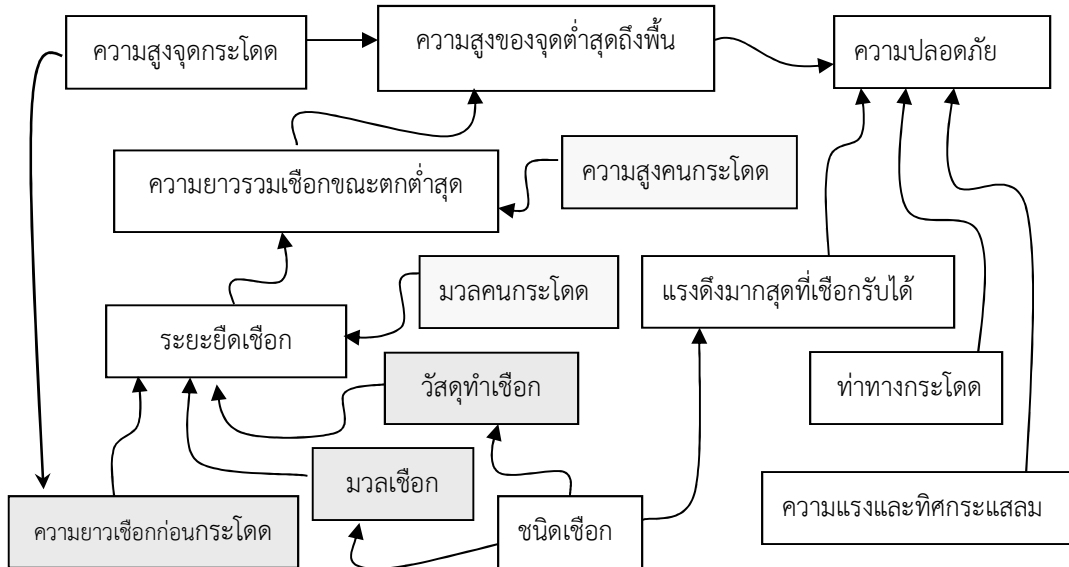 ความสูงจุดกระโดด
ความสูงของจุดต่ำสุดถึงพื้น
ความปลอดภัย
ความยาวรวมเชือกขณะตกต่ำสุด
ความสูงคนกระโดด
มวลคนกระโดด
แรงดึงมากสุดที่เชือกรับได้
ระยะยืดเชือก
วัสดุทำเชือก
ท่าทางกระโดด
มวลเชือก
ความแรงและทิศกระแสลม
ความยาวเชือกก่อนกระโดด
ชนิดเชือก